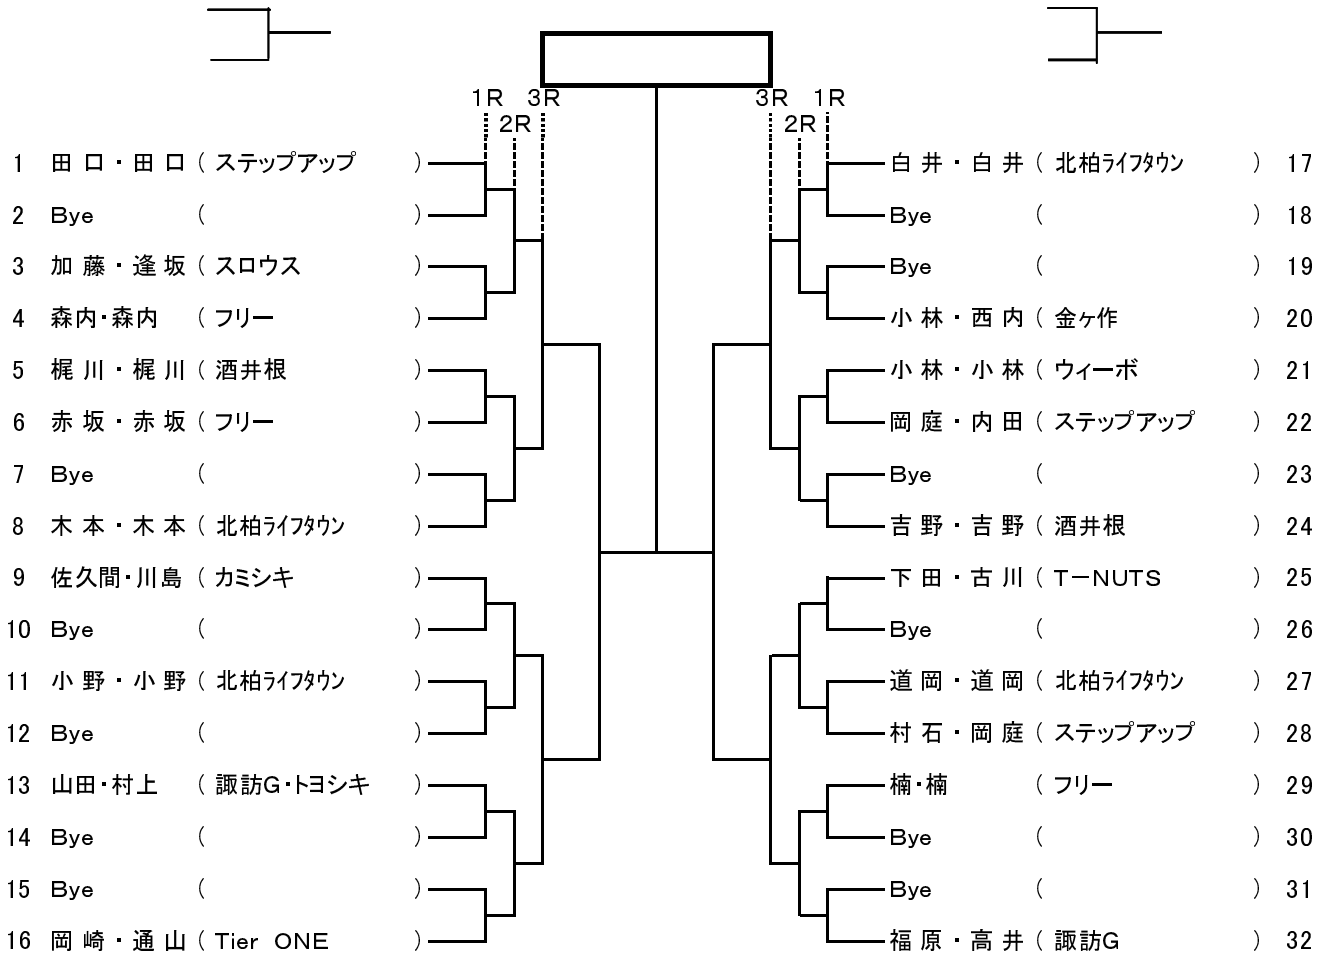 1R 3R 3R 1R
2R 2R
1 田口・田口 ( ステップアップ ) 白井・白井 ( 北柏ﾗｲﾌﾀｳﾝ ) 17
2 Bye ( ) Bye ( ) 18
3 加藤・逢坂 ( スロウス ) Bye ( ) 19
4 森内・森内 ( フリー ) 小林・西内 ( 金ヶ作 ) 20
5 梶川・梶川 ( 酒井根 ) 小林・小林 ( ウィーボ ) 21
6 赤坂・赤坂 ( フリー ) 岡庭・内田 ( ステップアップ ) 22
7 Bye ( ) Bye ( ) 23
8 木本・木本 ( 北柏ﾗｲﾌﾀｳﾝ ) 吉野・吉野 ( 酒井根 ) 24
9 佐久間・川島 ( カミシキ ) 下田・古川 ( T－NUTS ) 25
10 Bye ( ) Bye ( ) 26
11 小野・小野 ( 北柏ﾗｲﾌﾀｳﾝ ) 道岡・道岡 ( 北柏ﾗｲﾌﾀｳﾝ ) 27
12 Bye ( ) 村石・岡庭 ( ステップアップ ) 28
13 山田・村上 ( 諏訪G・トヨシキ ) 楠・楠 ( フリー ) 29
14 Bye ( ) Bye ( ) 30
15 Bye ( ) Bye ( ) 31
16 岡崎・通山 ( Tier ONE ) 福原・高井 ( 諏訪G ) 32